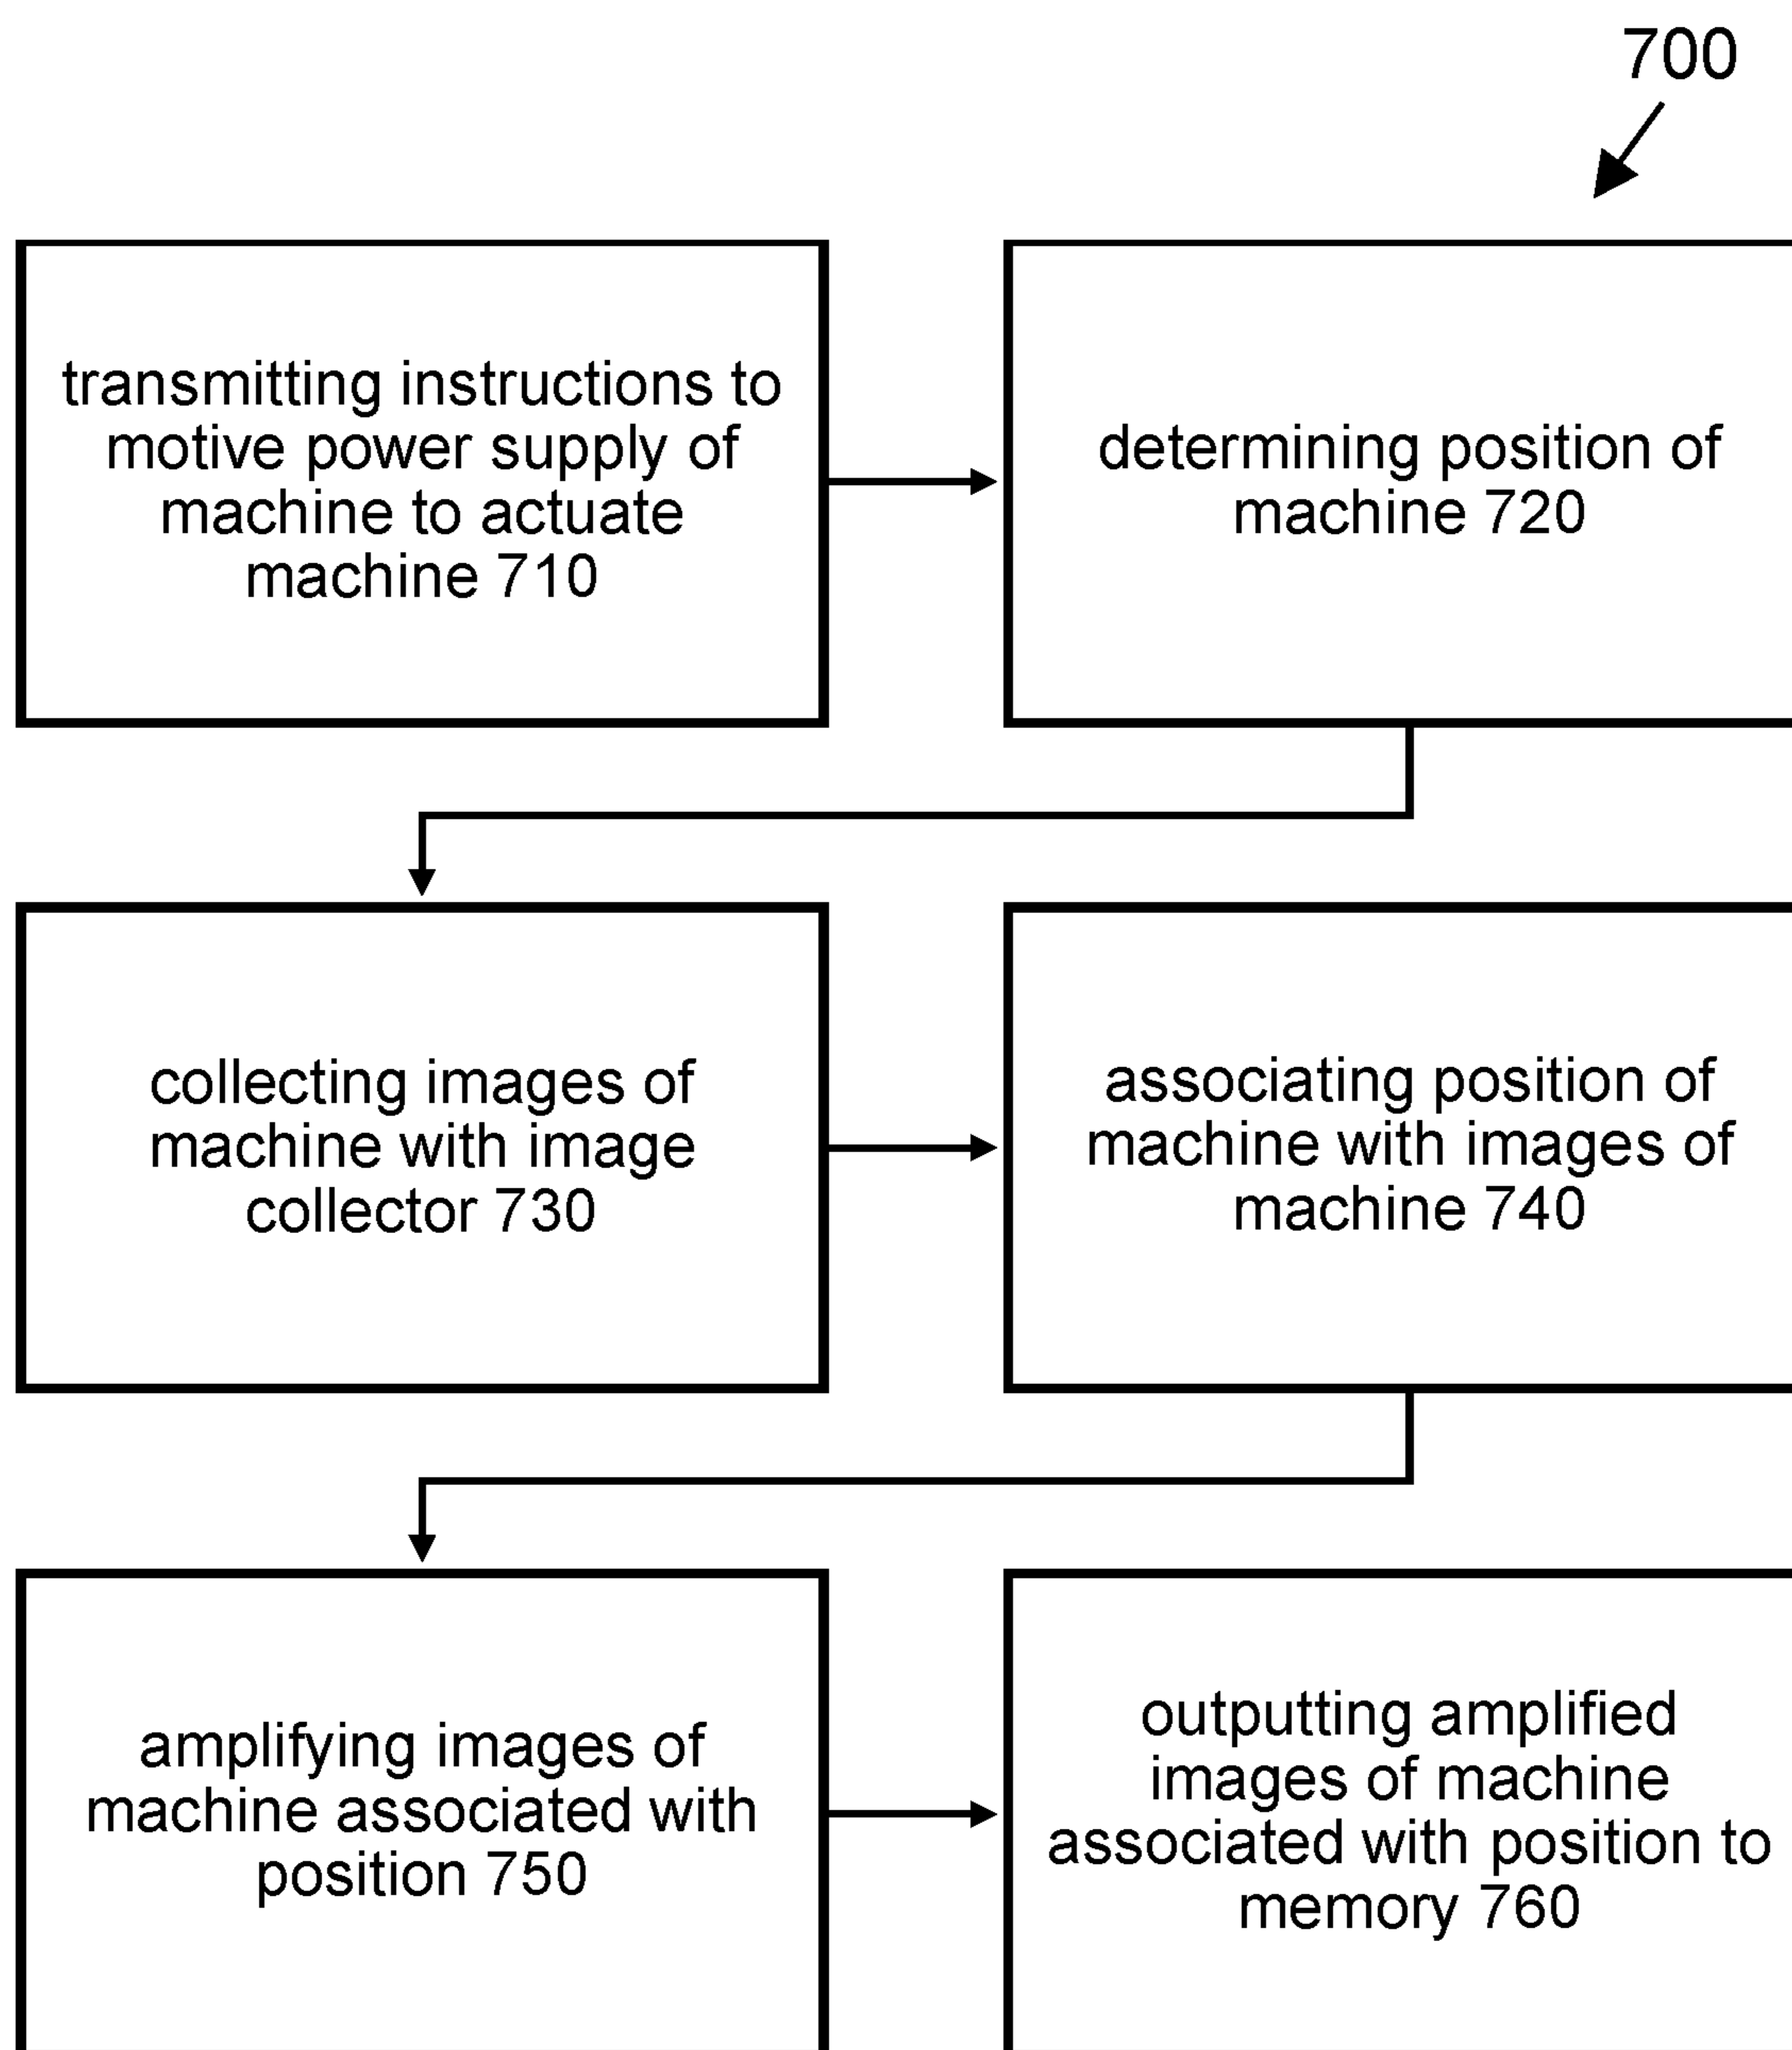 700
transmitting instructions to
motive power supply of
machine to actuate
machine 710
determining position of
machine 720
collecting images of
machine with image
collector 730
associating position of
machine with images of
machine 740
amplifying images of
machine associated with
position 750
outputting amplified
images of machine
associated with position to
memory 760